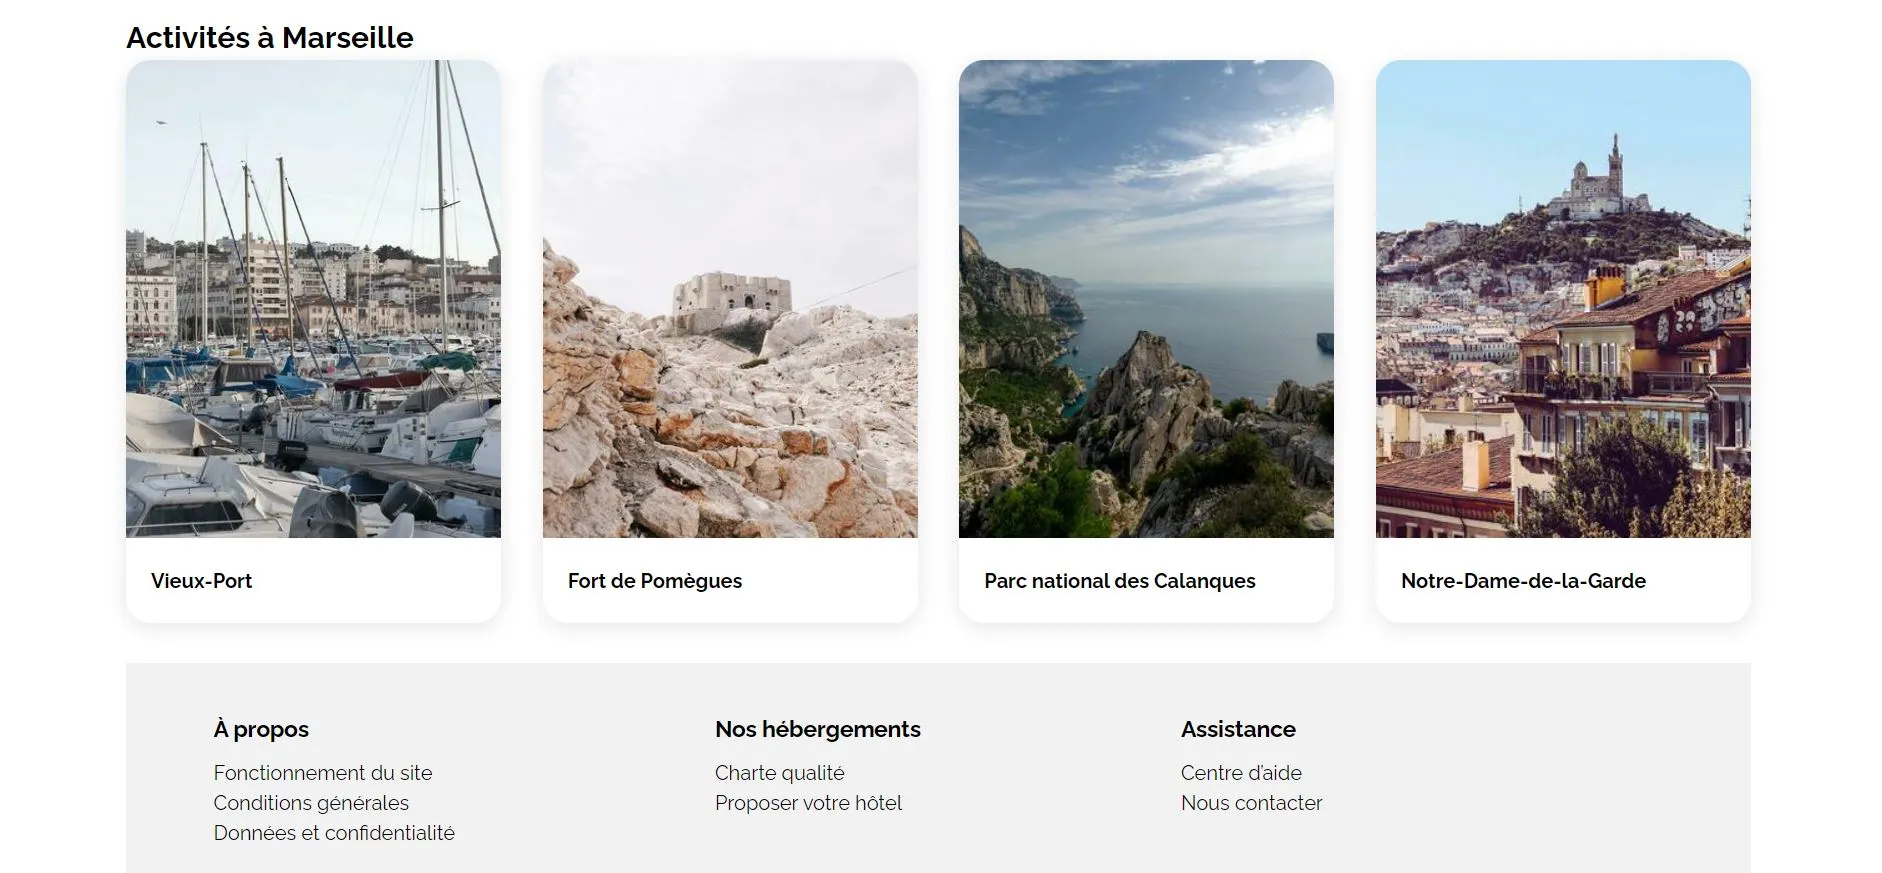 Activités à Marseille
Vieux-Port
Fort de Pomègues
Parc national des Calanques
Notre-Dame-de-la-Garde
À propos
Fonctionnement du site
Conditions générales
Données et confidentialité
Nos hébergements
Charte qualité
Proposer votre hôtel
Assistance
Centre d'aide
Nous contacter